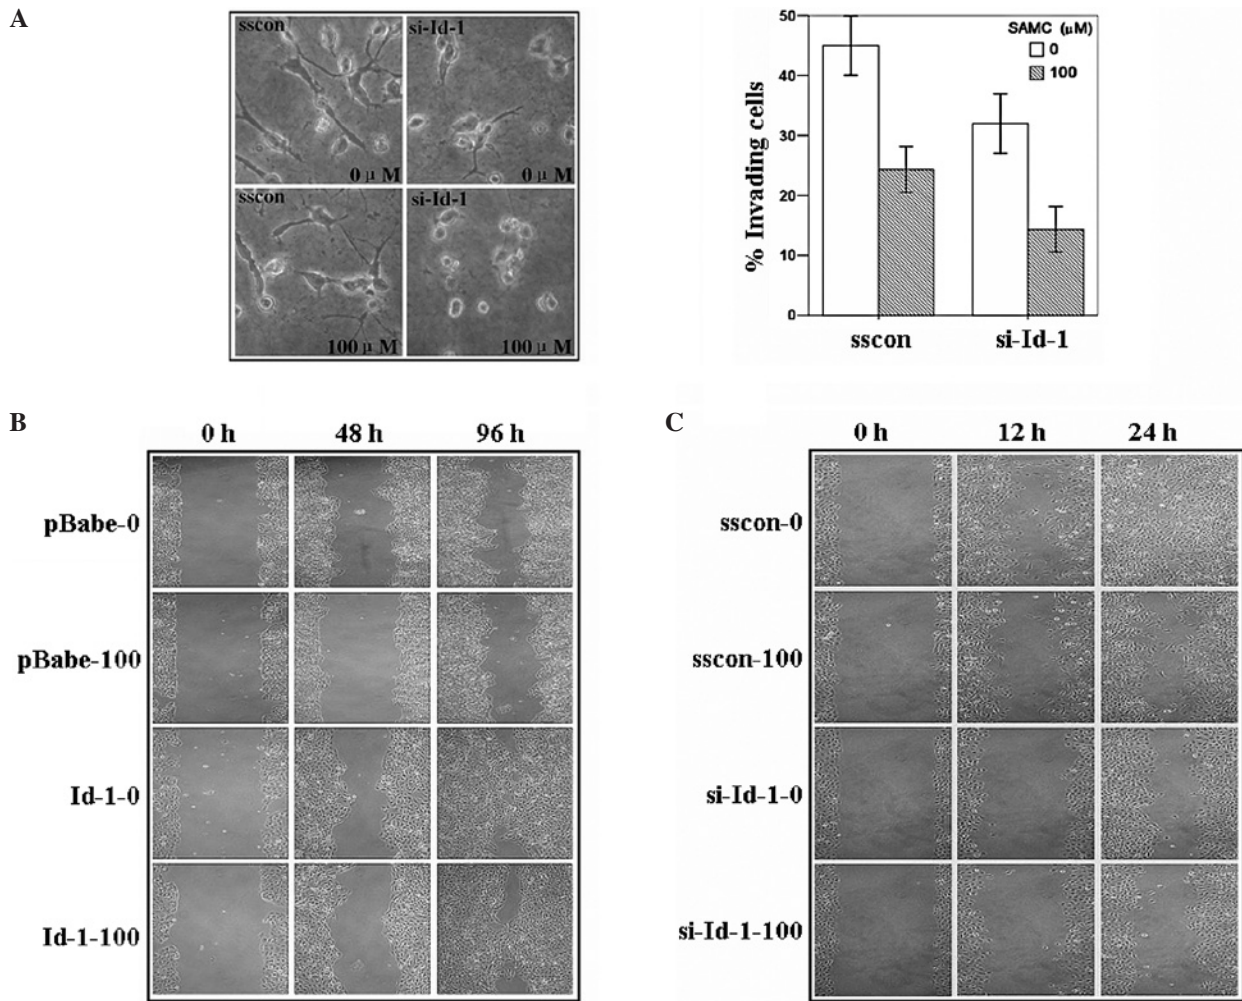 A
sscon
si-Id-1
0 μ M
0 μ M
sscon
si-Id-1
100 μ M
100 μ M
% Invading cells
50
40
30
20
10
0
SAMC (μM)
0
100
sscon
si-Id-1
B
0 h
48 h
96 h
pBabe-0
pBabe-100
Id-1-0
Id-1-100
C
0 h
12 h
24 h
sscon-0
sscon-100
si-Id-1-0
si-Id-1-100